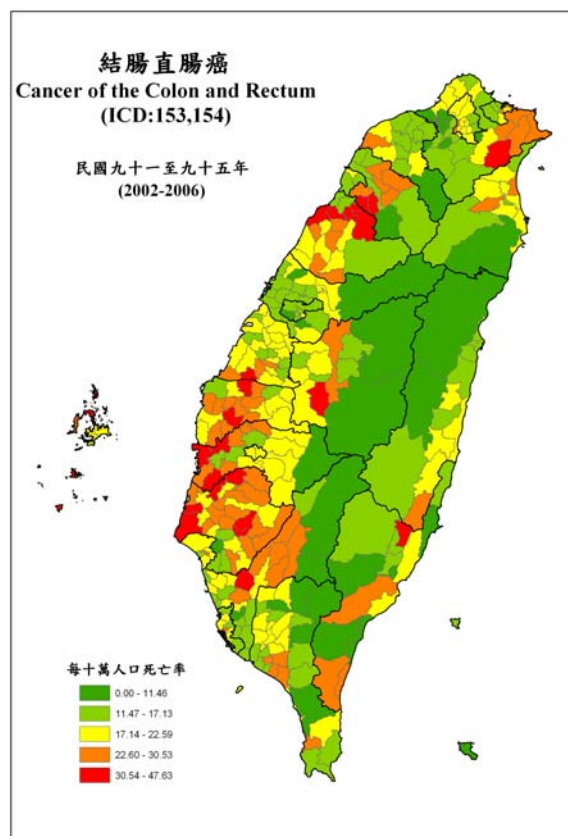 結腸直腸癌
Cancer of the Colon and Rectum
(ICD:153,154)
民國九十一至九十五年
(2002-2006)
每十萬人口死亡率
0.00 - 11.46
11.47 - 17.13
17.14 - 22.59
22.60 - 30.53
30.54 - 47.63